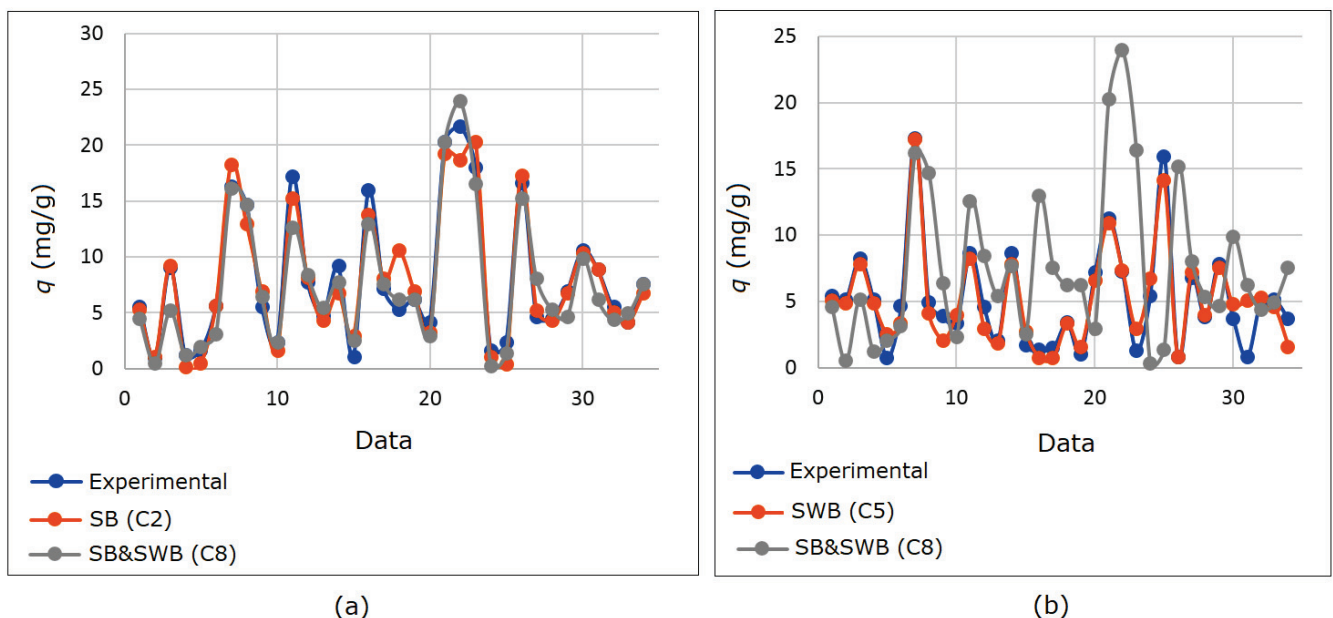 30
25
20
15
10
5
0
q (mg/g)
0 10 20 30
Data
Experimental
SB (C2)
SB&SWB (C8)
(a)
25
20
15
10
5
0
q (mg/g)
0 10 20 30
Data
Experimental
SWB (C5)
SB&SWB (C8)
(b)